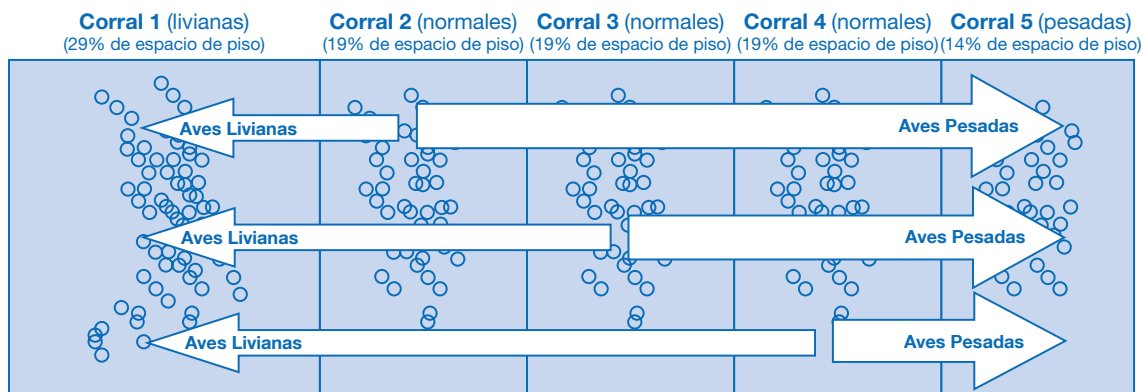 Corral 1 (livianas)
(29% de espacio de piso)
Corral 2 (normales)
(19% de espacio de piso)
Corral 3 (normales)
(19% de espacio de piso)
Corral 4 (normales)
(19% de espacio de piso)
Corral 5 (pesadas)
(14% de espacio de piso)
Aves Livianas
Aves Pesadas
Aves Livianas
Aves Pesadas
Aves Livianas
Aves Pesadas